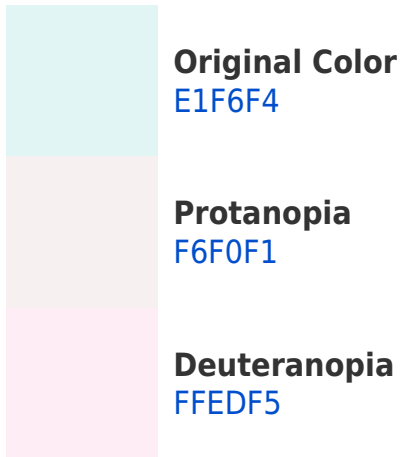 Original Color
E1F6F4
Protanopia
F6F0F1
Deuteranopia
FFEDF5